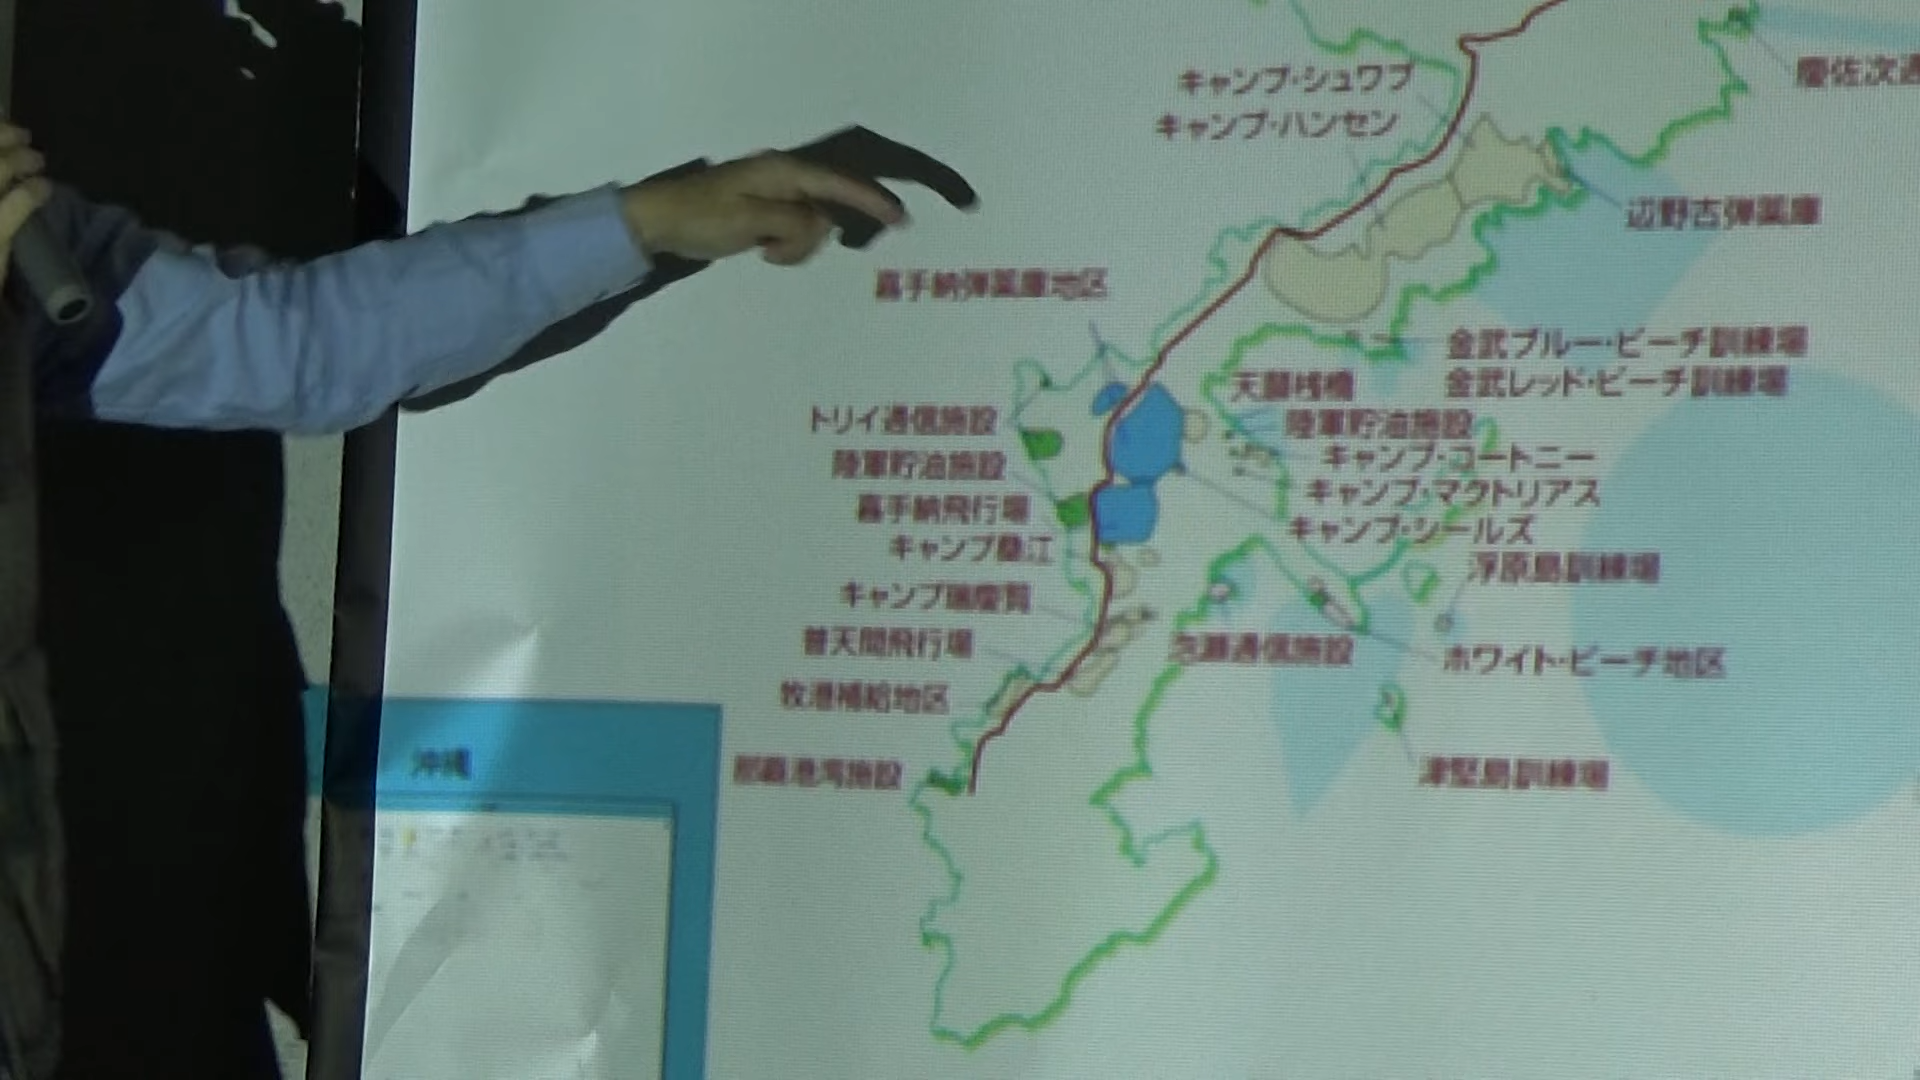 キャンプ・シュワブ
キャンプ・ハンセン
慶佐次通
辺野古弾薬庫
嘉手納弾薬庫地区
金武ブルー・ビーチ訓練場
金武レッド・ビーチ訓練場
天願桟橋
トリイ通信施設
陸軍貯油施設
陸軍貯油施設
キャンプ・コートニー
嘉手納飛行場
キャンプ・マクトリアス
キャンプ・シールズ
キャンプ桑江
浮原島訓練場
キャンプ瑞慶覧
普天間飛行場
泡瀬通信施設
ホワイト・ビーチ地区
牧港補給地区
那覇港湾施設
津堅島訓練場
沖縄